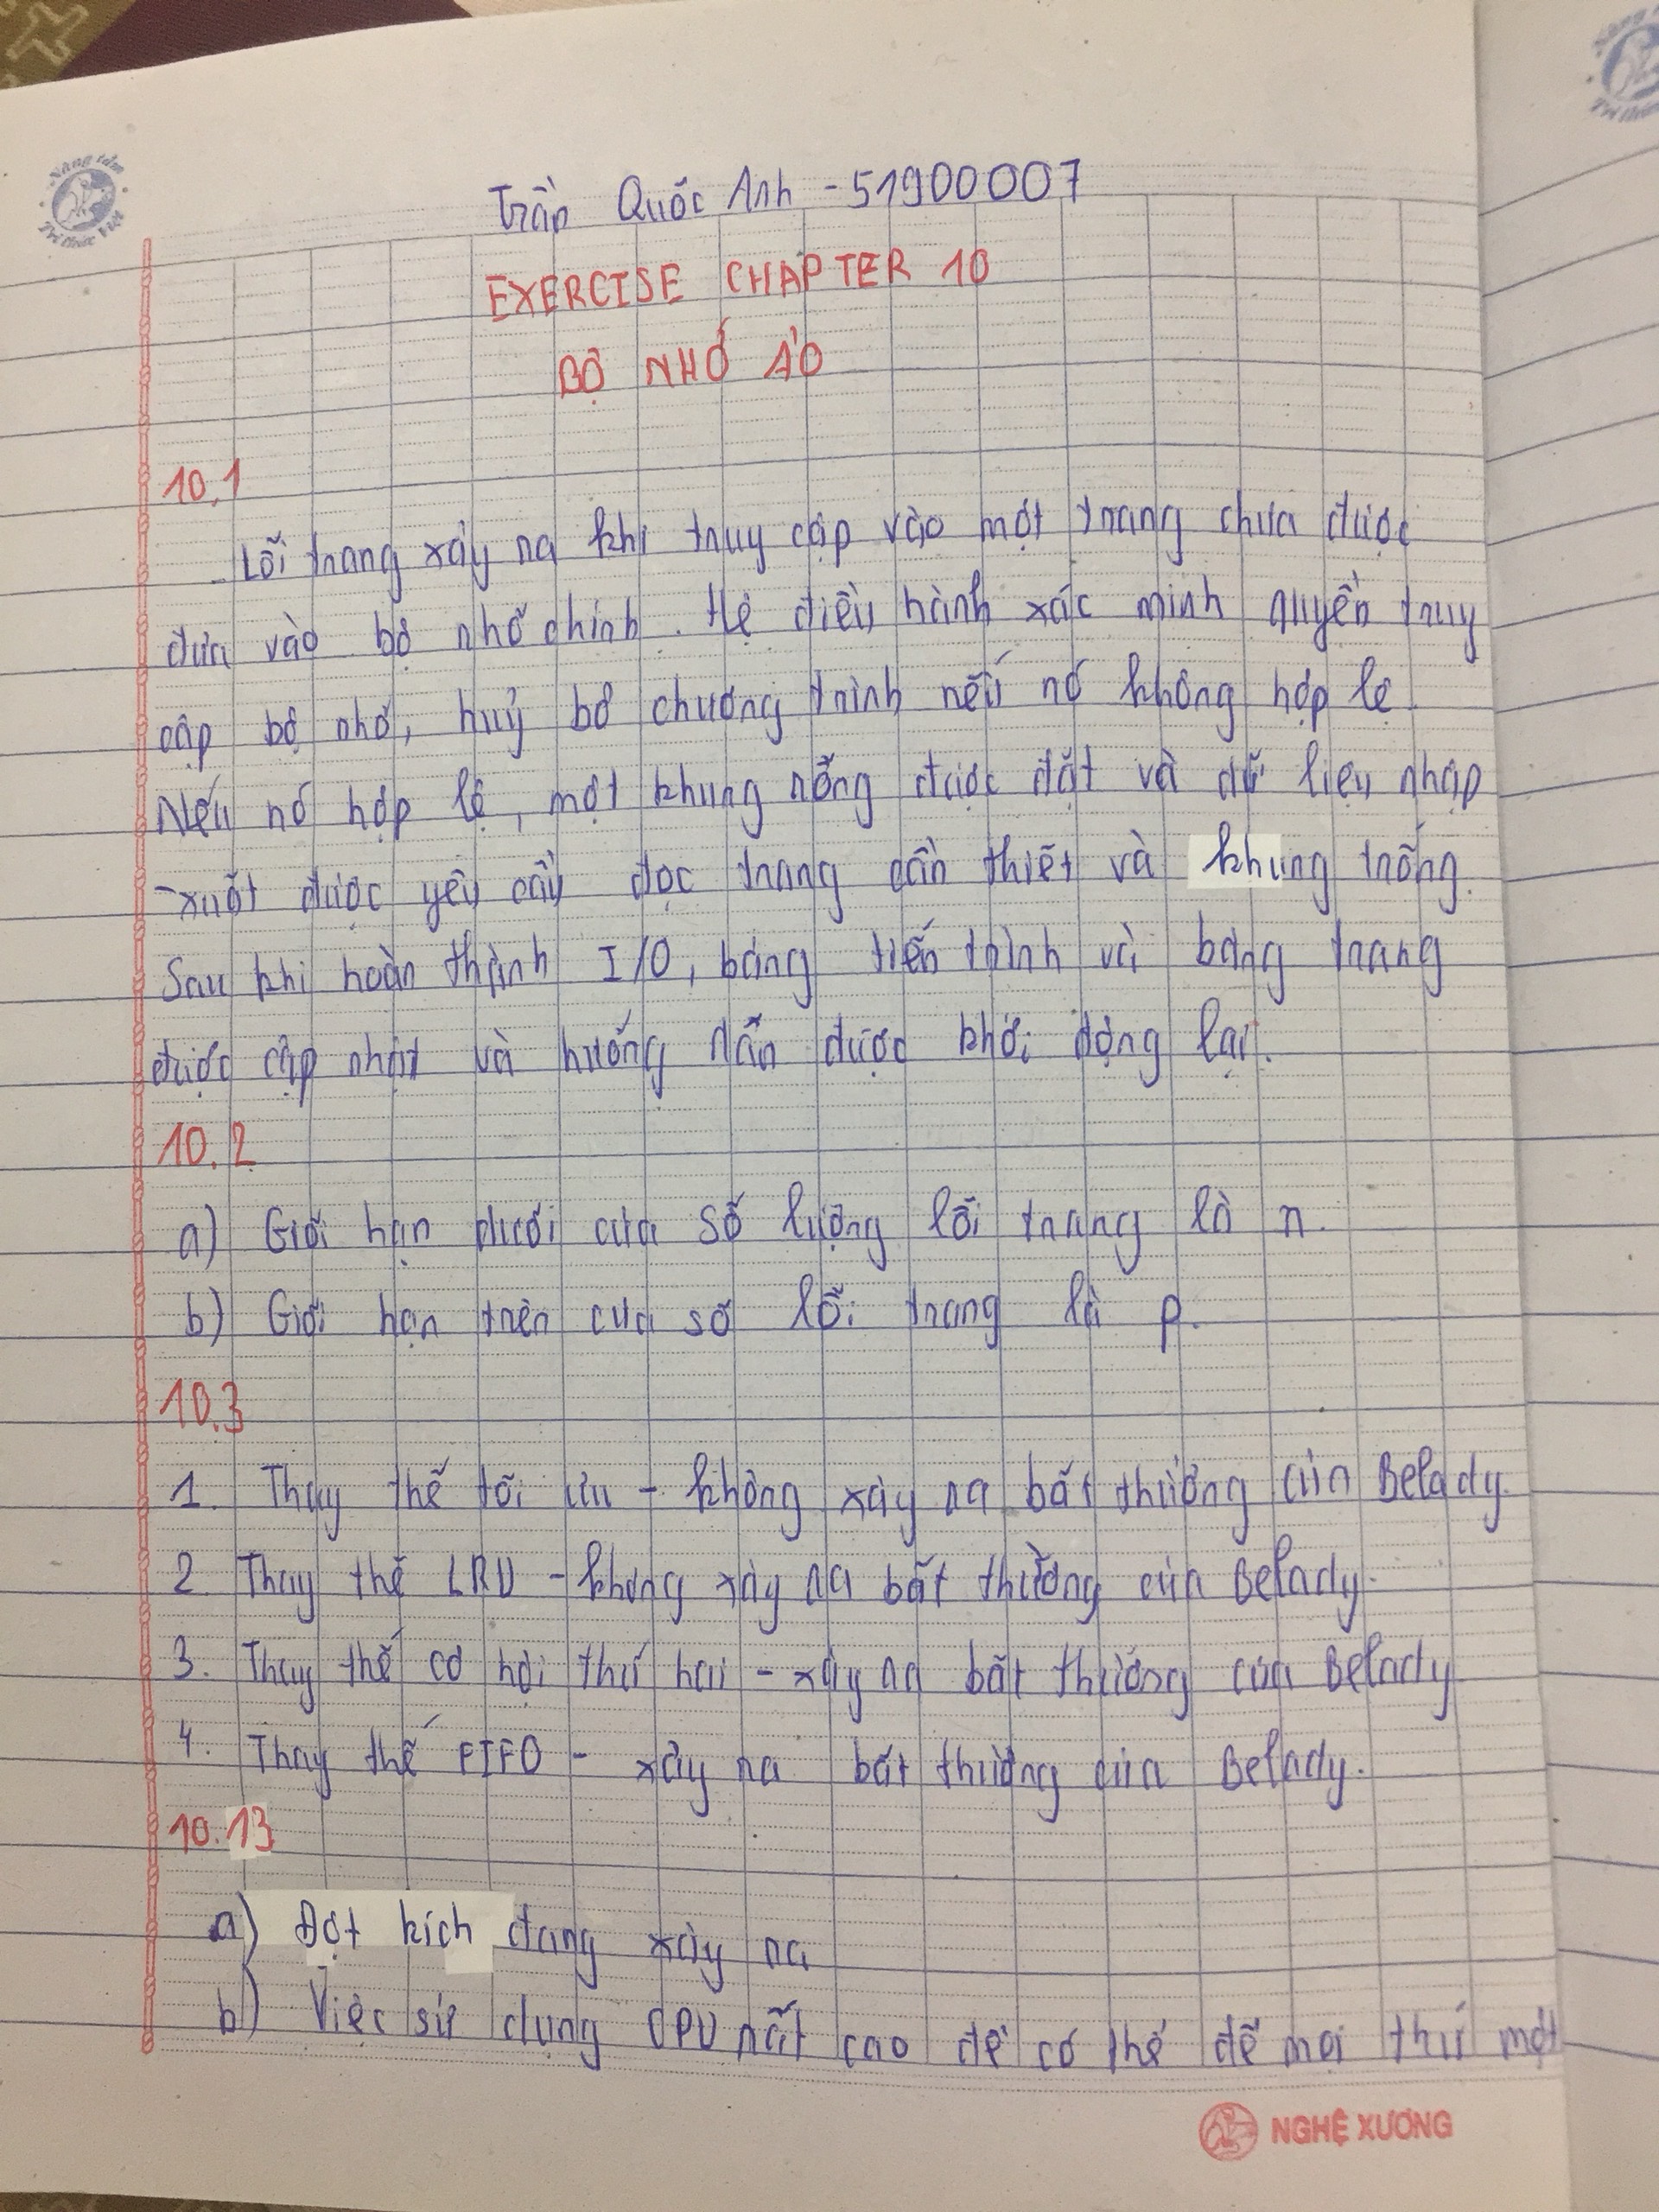 Nâng tầm
Tri thức Việt
Trần Quốc Anh - 51900007
EXERCISE CHAPTER 10
BỘ NHỚ ẢO
10.1
Lỗi trang xảy ra khi truy cập vào một trang chưa được
đưa vào bộ nhớ chính. Hệ điều hành xác minh quyền truy
cập bộ nhớ, huỷ bỏ chương trình nếu nó không hợp lệ
Nếu nó hợp lệ, một khung rỗng được đặt và dữ liệu nhập
-xuất được yêu cầu đọc trang cần thiết và khung trống.
Sau khi hoàn thành I/O, bảng tiến trình và bảng trang
được cập nhật và hướng dẫn được khởi động lại.
10.2
a) Giới hạn dưới của số lượng lỗi trang là n.
b) Giới hạn trên của số lỗi trang là p.
10.3
1. Thay thế tối ưu - không xảy ra bất thường của Belady.
2. Thay thế LRU - không xảy ra bất thường của Belady.
3. Thay thế cơ hội thứ hai - xảy ra bất thường của Belady
4. Thay thế FIFO - xảy ra bất thường của Belady.
10.13
a) Đột kích đang xảy ra
b) Việc sử dụng CPU rất cao để có thể để mọi thứ một
NGHỆ XƯƠNG